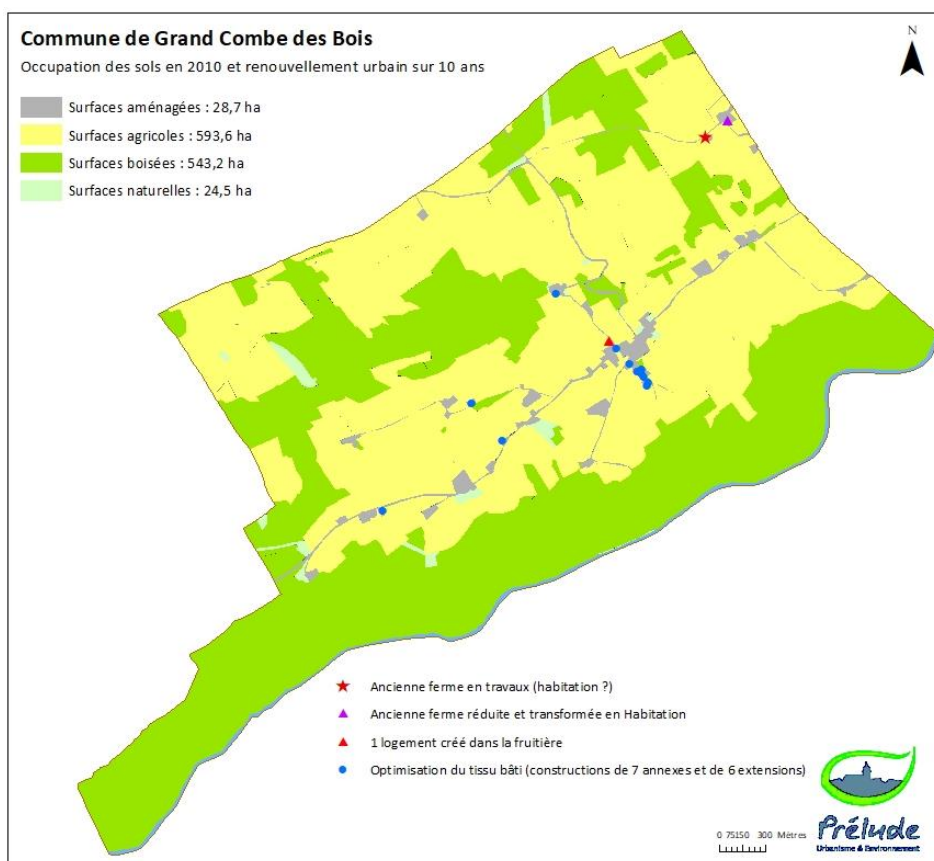 Commune de Grand Combe des Bois
Occupation des sols en 2010 et renouvellement urbain sur 10 ans
N
Surfaces aménagées : 28,7 ha
Surfaces agricoles : 593,6 ha
Surfaces boisées : 543,2 ha
Surfaces naturelles : 24,5 ha
Ancienne ferme en travaux (habitation ?)
Ancienne ferme réduite et transformée en Habitation
1 logement créé dans la fruitière
Optimisation du tissu bâti (constructions de 7 annexes et de 6 extensions)
0 75150 300 Mètres
Prélude
Urbanisme & Environnement